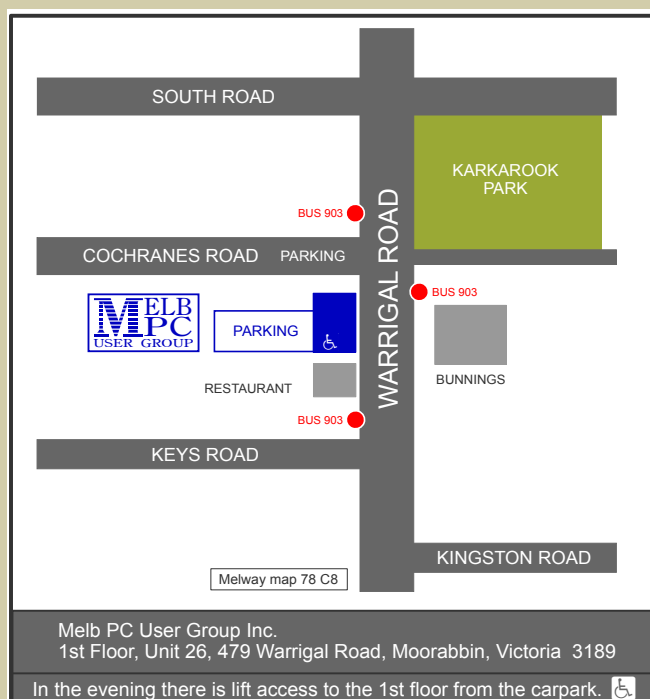 SOUTH ROAD
KARKAROOK
PARK
BUS 903
WARRIGAL ROAD
COCHRANES ROAD PARKING
BUS 903
MELB
PC
USER GROUP
PARKING
RESTAURANT
BUNNINGS
BUS 903
KEYS ROAD
KINGSTON ROAD
Melway map 78 C8
Melb PC User Group Inc.
1st Floor, Unit 26, 479 Warrigal Road, Moorabbin, Victoria 3189
In the evening there is lift access to the 1st floor from the carpark.